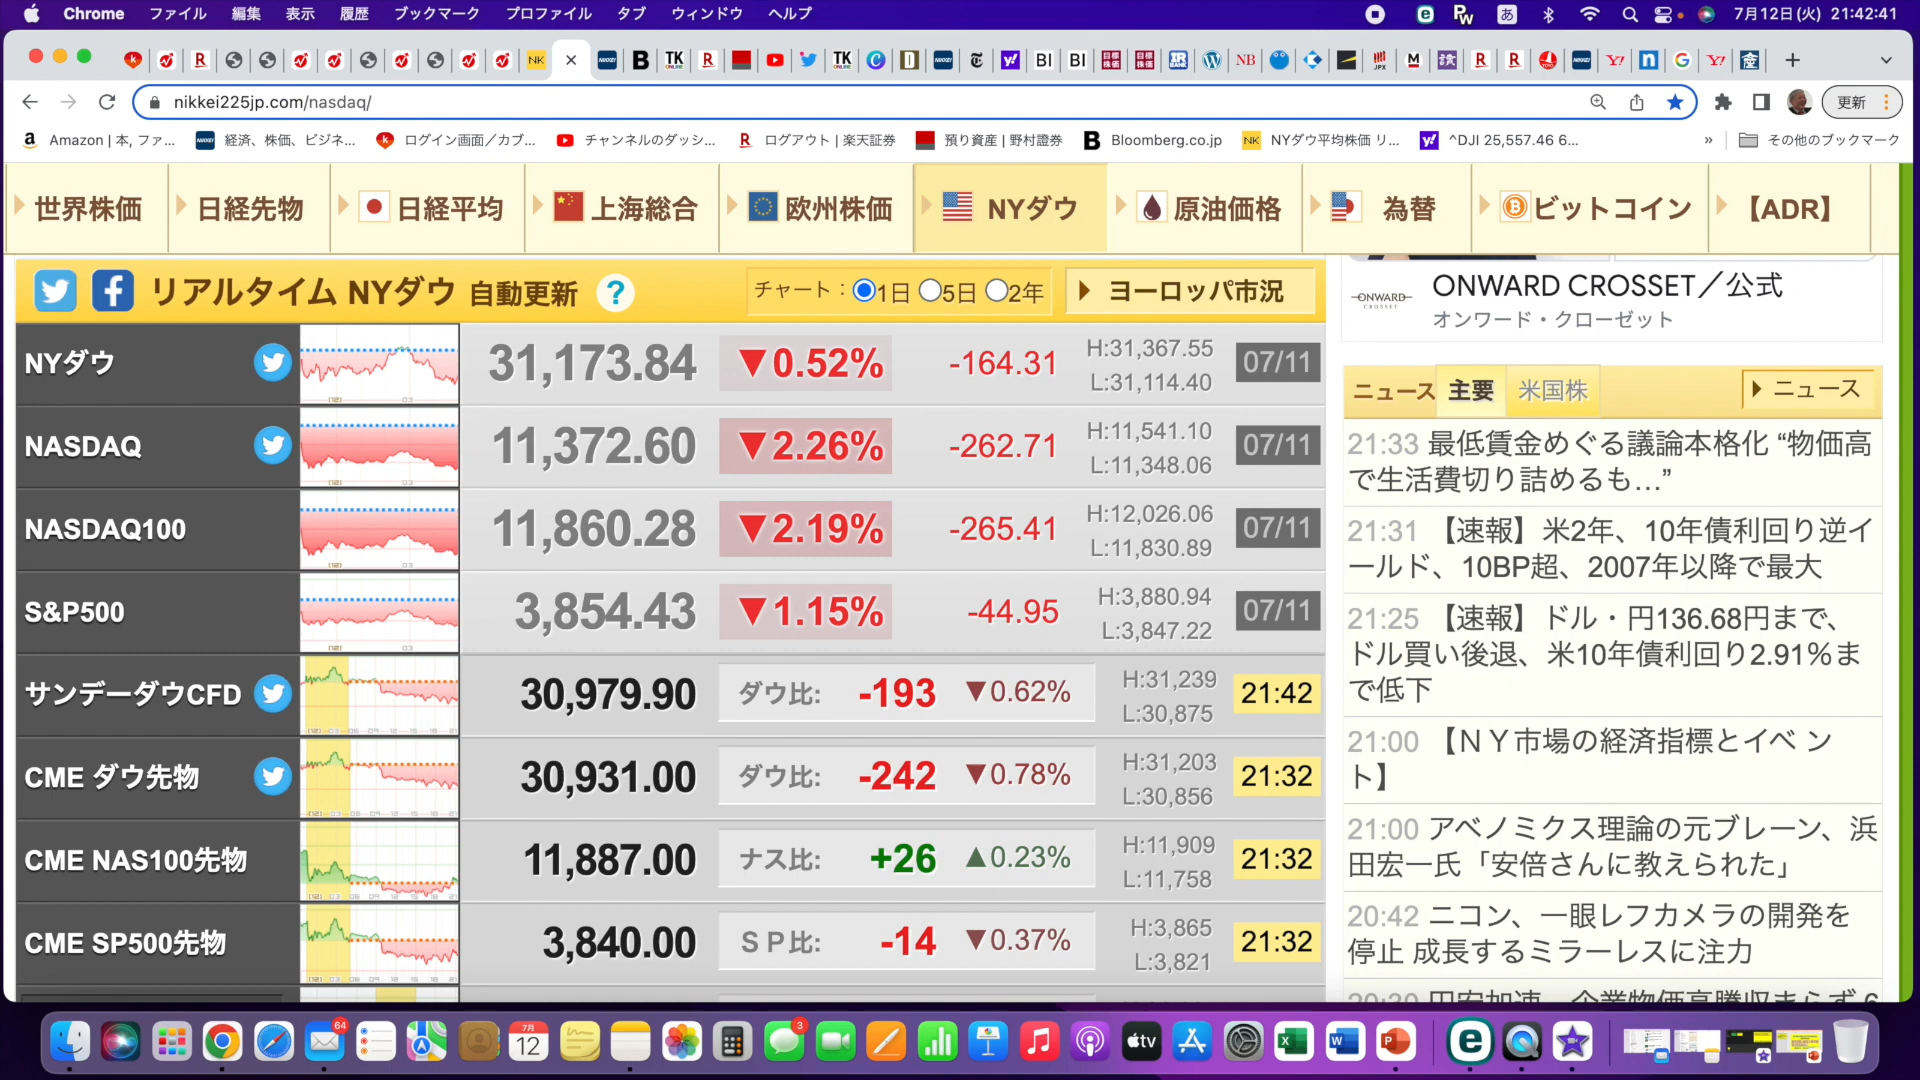 Chrome ファイル 編集 表示 履歴 ブックマーク プロファイル タブ ウィンドウ ヘルプ
あ 7月12日(火) 21:42:41
nikkei225jp.com/nasdaq/
更新
Amazon | 本, ファ… 経済、株価、ビジネ… ログイン画面／カブ… チャンネルのダッシ… ログアウト | 楽天証券 預り資産 | 野村證券 Bloomberg.co.jp NYダウ平均株価 リ… ^DJI 25,557.46 6… » その他のブックマーク
世界株価 日経先物 日経平均 上海総合 欧州株価 NYダウ 原油価格 為替 ビットコイン 【ADR】
リアルタイム NYダウ 自動更新 ? チャート：1日 5日 2年 ヨーロッパ市況
NYダウ 31,173.84 ▼0.52% -164.31 H:31,367.55 L:31,114.40 07/11
NASDAQ 11,372.60 ▼2.26% -262.71 H:11,541.10 L:11,348.06 07/11
NASDAQ100 11,860.28 ▼2.19% -265.41 H:12,026.06 L:11,830.89 07/11
S&P500 3,854.43 ▼1.15% -44.95 H:3,880.94 L:3,847.22 07/11
サンデーダウCFD 30,979.90 ダウ比: -193 ▼0.62% H:31,239 L:30,875 21:42
CME ダウ先物 30,931.00 ダウ比: -242 ▼0.78% H:31,203 L:30,856 21:32
CME NAS100先物 11,887.00 ナス比: +26 ▲0.23% H:11,909 L:11,758 21:32
CME SP500先物 3,840.00 ＳＰ比: -14 ▼0.37% H:3,865 L:3,821 21:32
ONWARD CROSSET
ONWARD CROSSET／公式
オンワード・クローゼット
ニュース 主要 米国株 ニュース
21:33 最低賃金めぐる議論本格化 “物価高
で生活費切り詰めるも…”
21:31 【速報】米2年、10年債利回り逆イ
ールド、10BP超、2007年以降で最大
21:25 【速報】ドル・円136.68円まで、
ドル買い後退、米10年債利回り2.91％ま
で低下
21:00 【ＮＹ市場の経済指標とイベン
ト】
21:00 アベノミクス理論の元ブレーン、浜
田宏一氏「安倍さんに教えられた」
20:42 ニコン、一眼レフカメラの開発を
停止 成長するミラーレスに注力
64
7月
12
3
tv